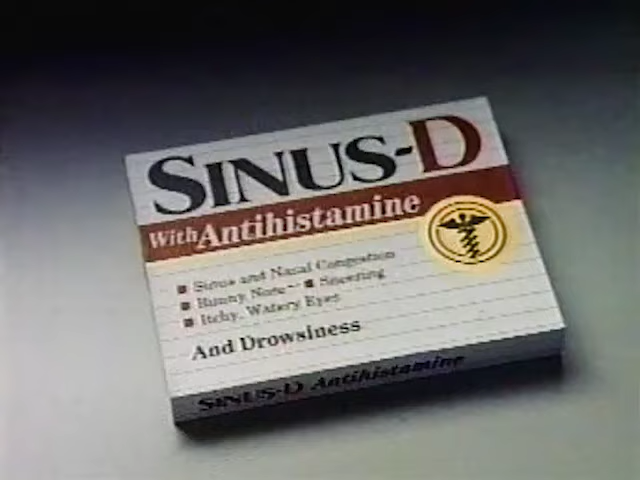 SINUS-D
With Antihistamine
▪ Sinus and Nasal Congestion
▪ Runny Nose ▪ Sneezing
▪ Itchy, Watery Eyes
And Drowsiness
SINUS-D Antihistamine